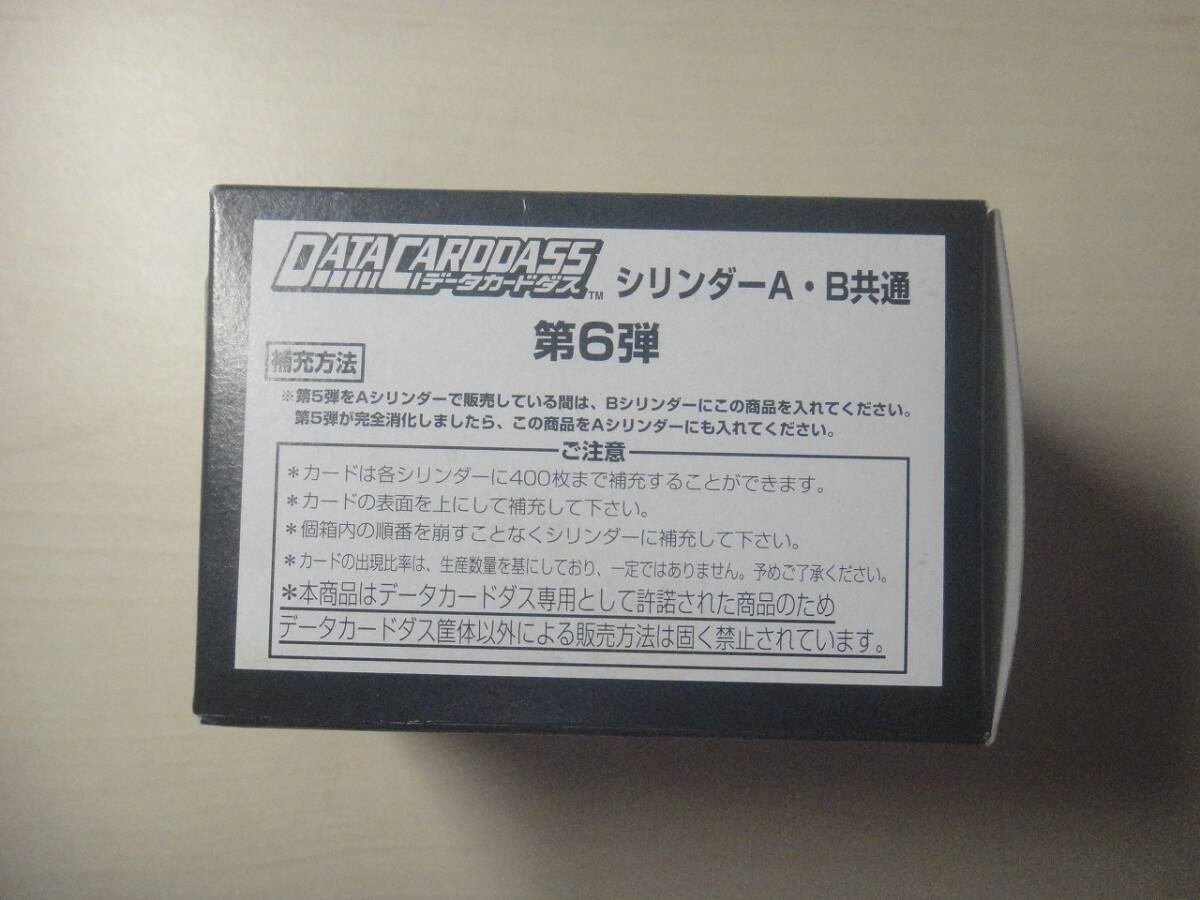 DATA CARDDASS
データカードダス™
シリンダーA・B共通
第6弾
補充方法
※第5弾をAシリンダーで販売している間は、Bシリンダーにこの商品を入れてください。
第5弾が完全消化しましたら、この商品をAシリンダーにも入れてください。
ご注意
＊カードは各シリンダーに400枚まで補充することができます。
＊カードの表面を上にして補充して下さい。
＊個箱内の順番を崩すことなくシリンダーに補充して下さい。
＊カードの出現比率は、生産数量を基にしており、一定ではありません。予めご了承ください。
＊本商品はデータカードダス専用として許諾された商品のため
データカードダス筐体以外による販売方法は固く禁止されています。